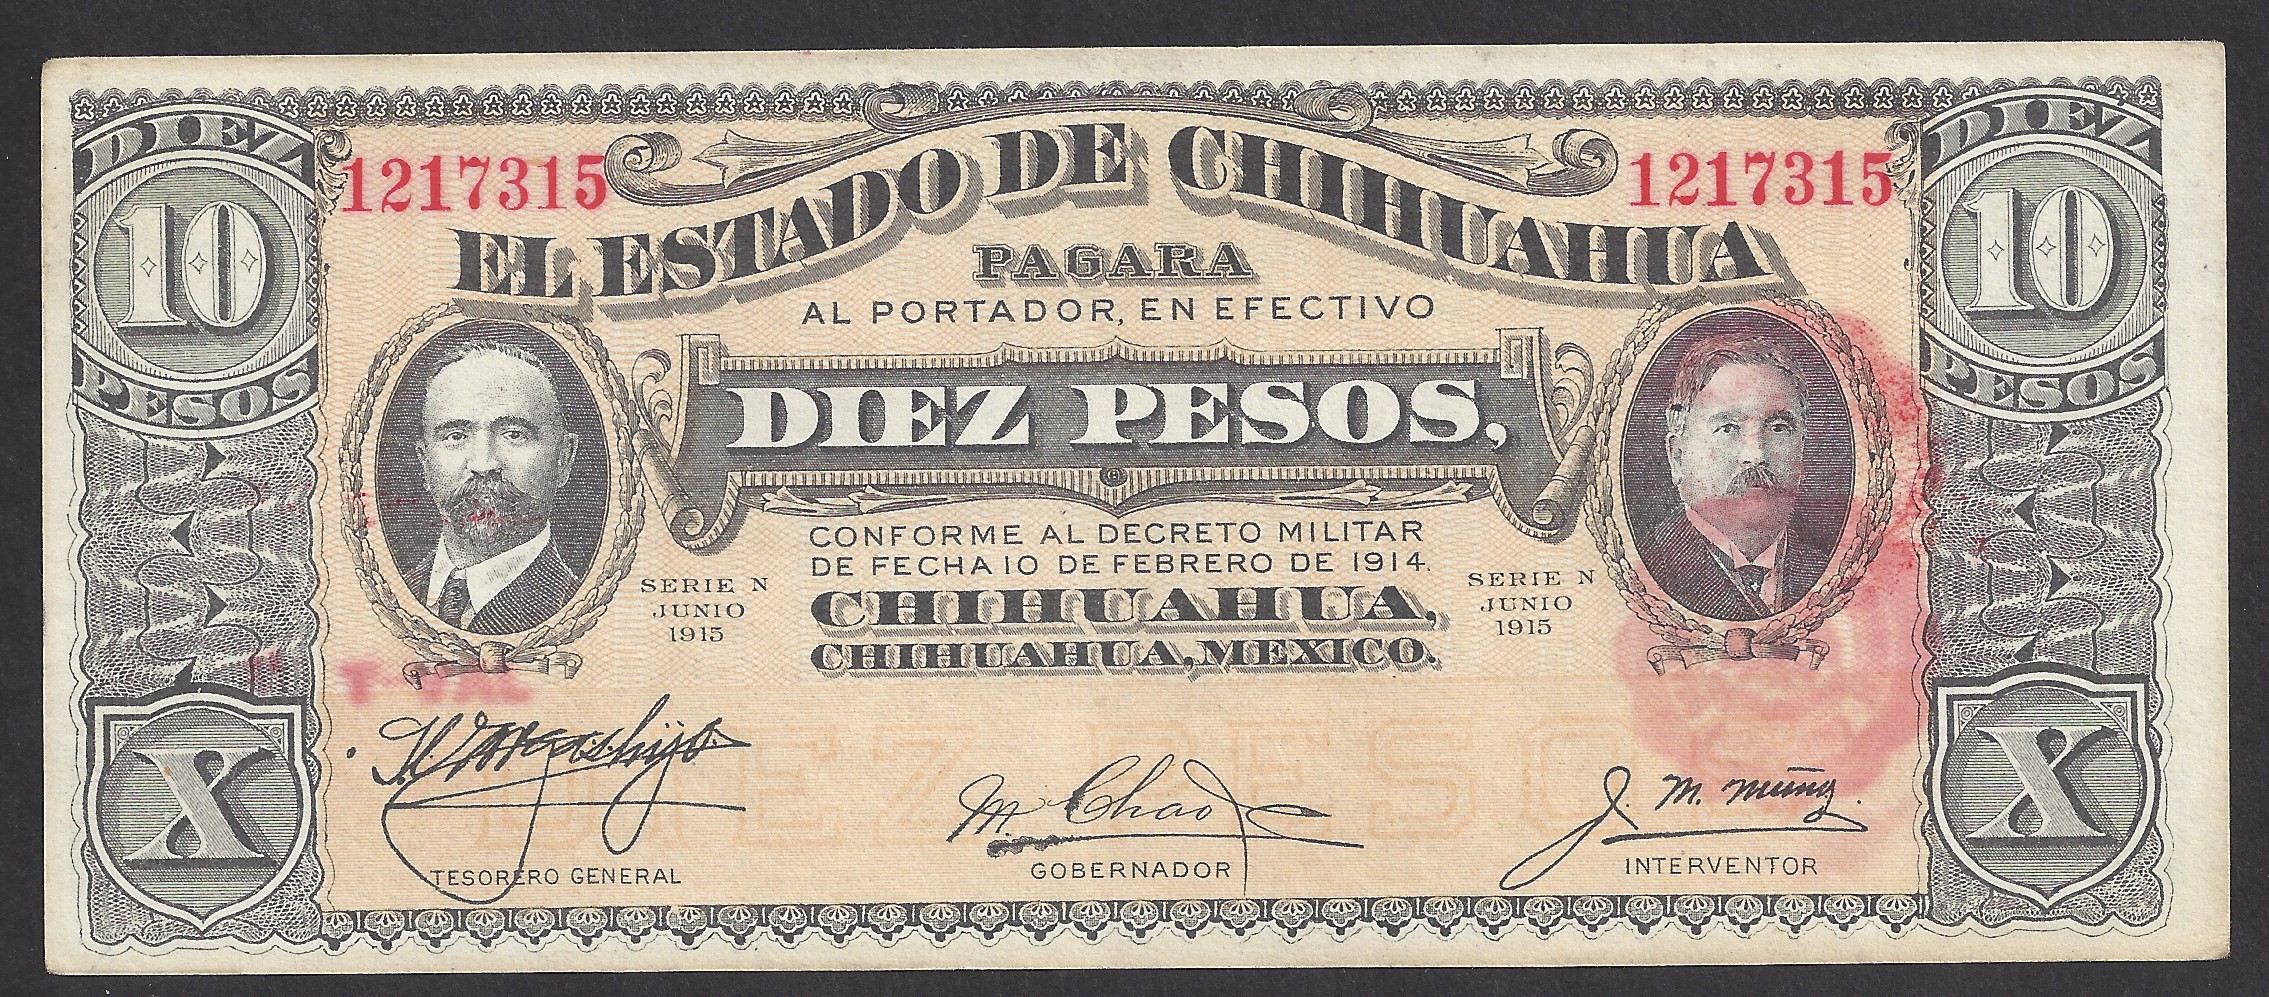 DIEZ
10
PESOS
1217315
EL ESTADO DE CHIHUAHUA
1217315
DIEZ
10
PESOS
PAGARA
AL PORTADOR, EN EFECTIVO
DIEZ PESOS,
CONFORME AL DECRETO MILITAR
DE FECHA 10 DE FEBRERO DE 1914.
CHIHUAHUA,
CHIHUAHUA, MEXICO.
SERIE N
JUNIO
1915
SERIE N
JUNIO
1915
DIEZ PESOS
X
X
M. Chao
J. M. Muñoz
TESORERO GENERAL
GOBERNADOR
INTERVENTOR